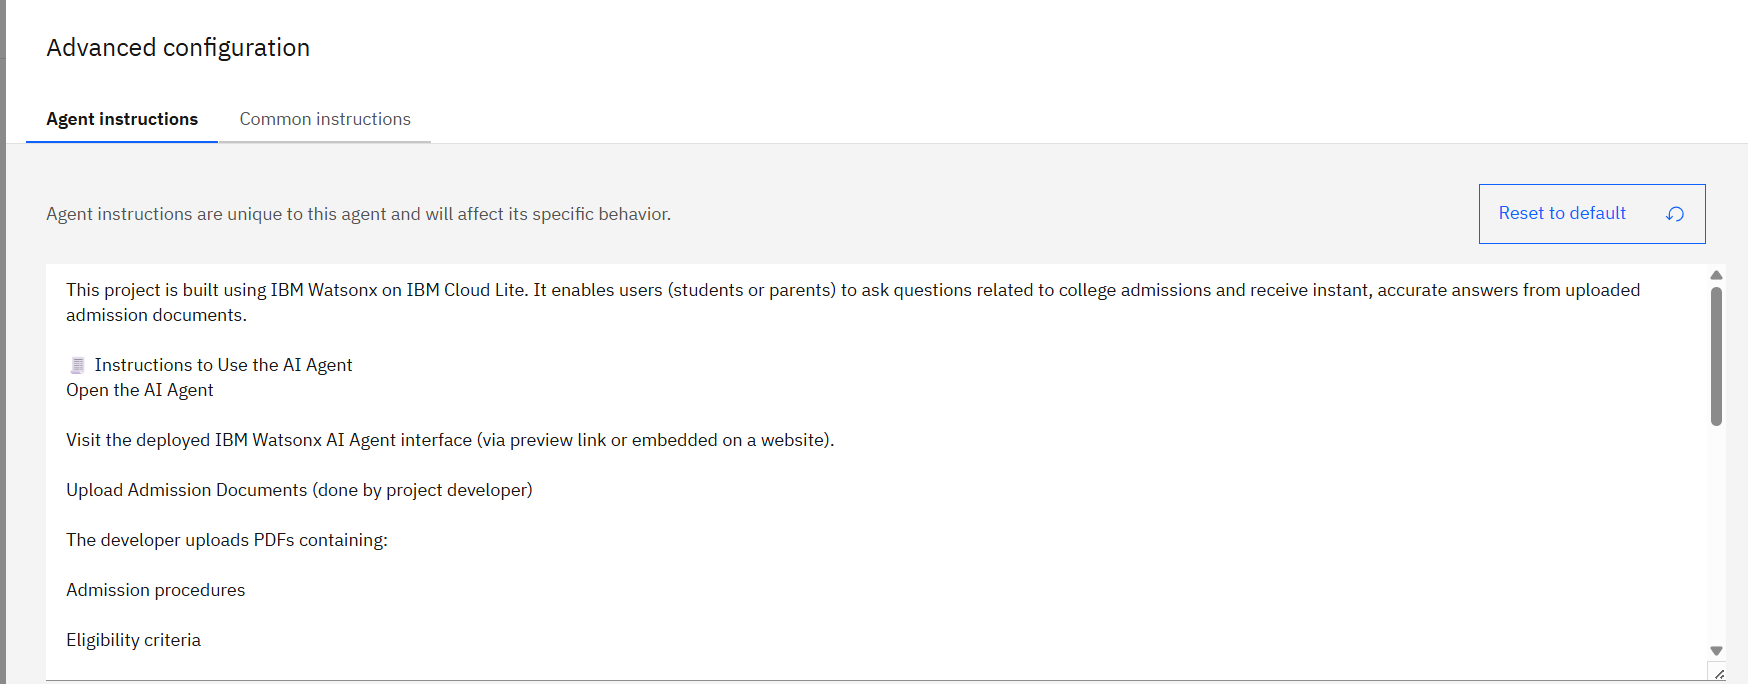 Advanced configuration
Agent instructions
Common instructions
Agent instructions are unique to this agent and will affect its specific behavior.
Reset to default
This project is built using IBM Watsonx on IBM Cloud Lite. It enables users (students or parents) to ask questions related to college admissions and receive instant, accurate answers from uploaded
admission documents.
Instructions to Use the AI Agent
Open the AI Agent
Visit the deployed IBM Watsonx AI Agent interface (via preview link or embedded on a website).
Upload Admission Documents (done by project developer)
The developer uploads PDFs containing:
Admission procedures
Eligibility criteria